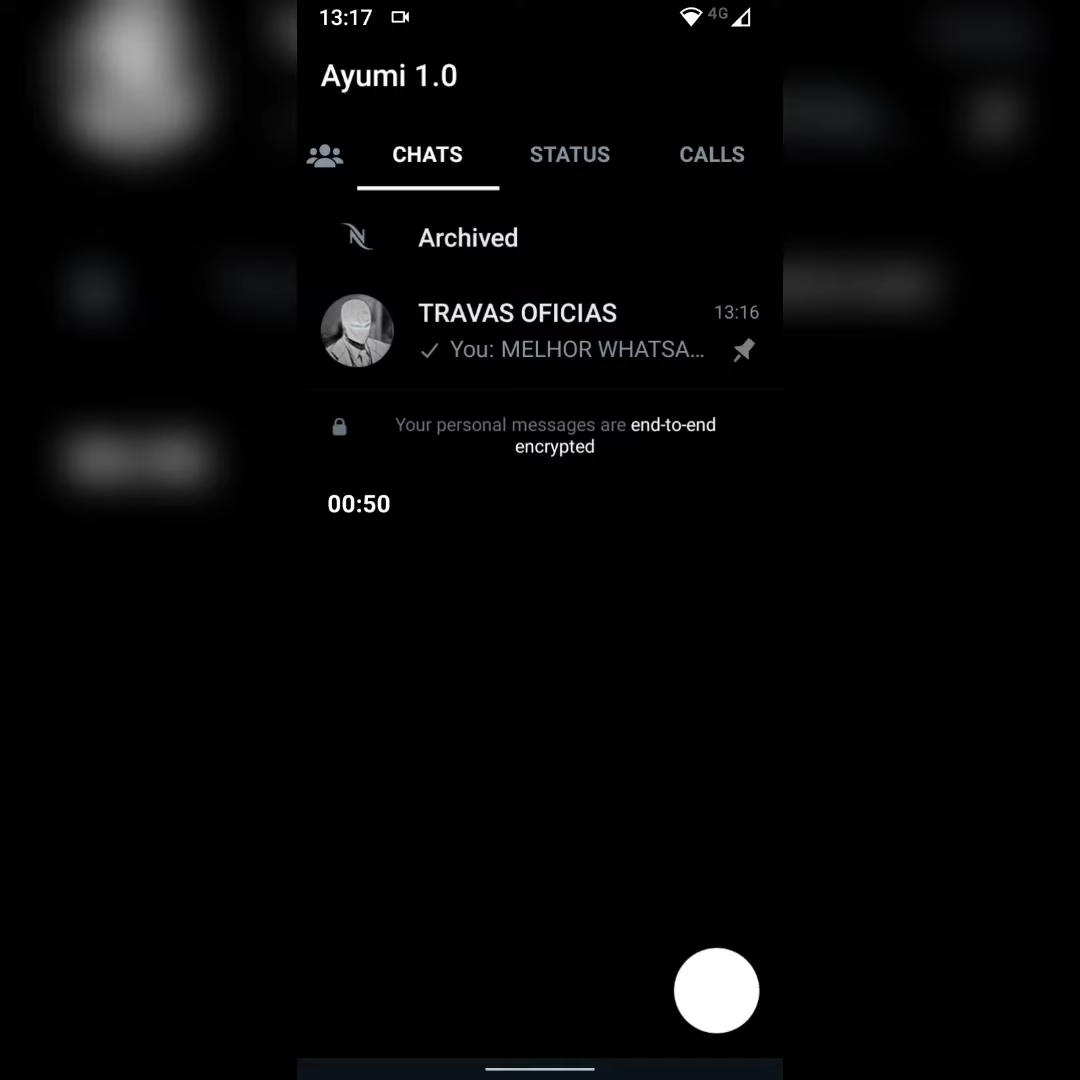 13:17 4G
Ayumi 1.0
CHATS STATUS CALLS
Archived
TRAVAS OFICIAS 13:16
You: MELHOR WHATSA...
Your personal messages are end-to-end
encrypted
00:50